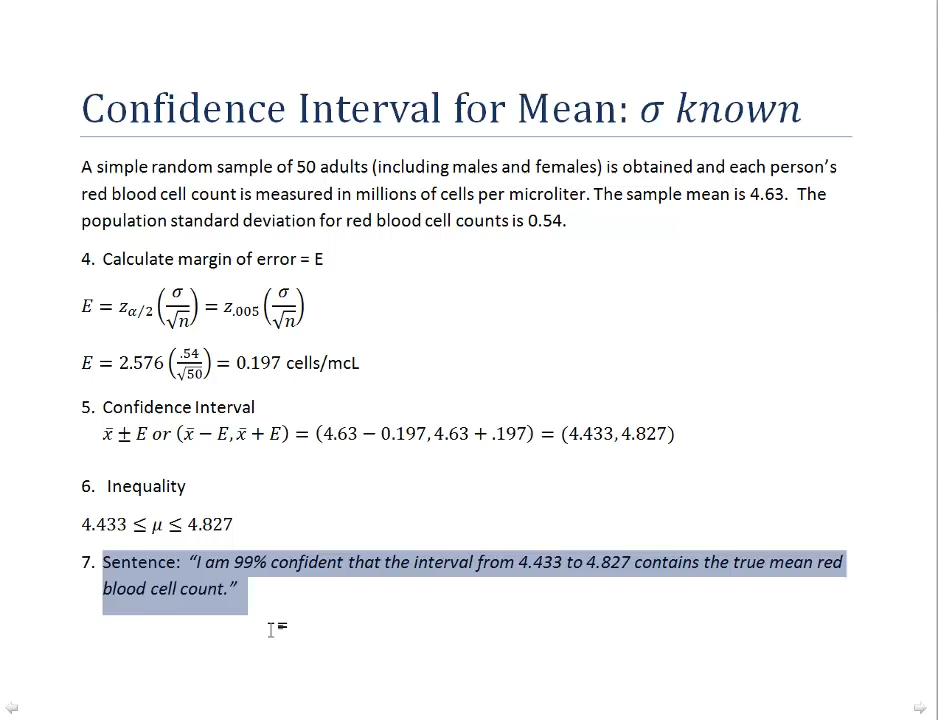 Confidence Interval for Mean: σ known
A simple random sample of 50 adults (including males and females) is obtained and each person’s
red blood cell count is measured in millions of cells per microliter. The sample mean is 4.63.  The
population standard deviation for red blood cell counts is 0.54.
4. Calculate margin of error = E
E = z_{α/2} (σ/√n) = z_{.005} (σ/√n)
E = 2.576 (.54/√50) = 0.197 cells/mcL
5. Confidence Interval
x̄ ± E or (x̄ − E, x̄ + E) = (4.63 − 0.197, 4.63 + .197) = (4.433, 4.827)
6. Inequality
4.433 ≤ μ ≤ 4.827
7. Sentence: “I am 99% confident that the interval from 4.433 to 4.827 contains the true mean red
blood cell count.”